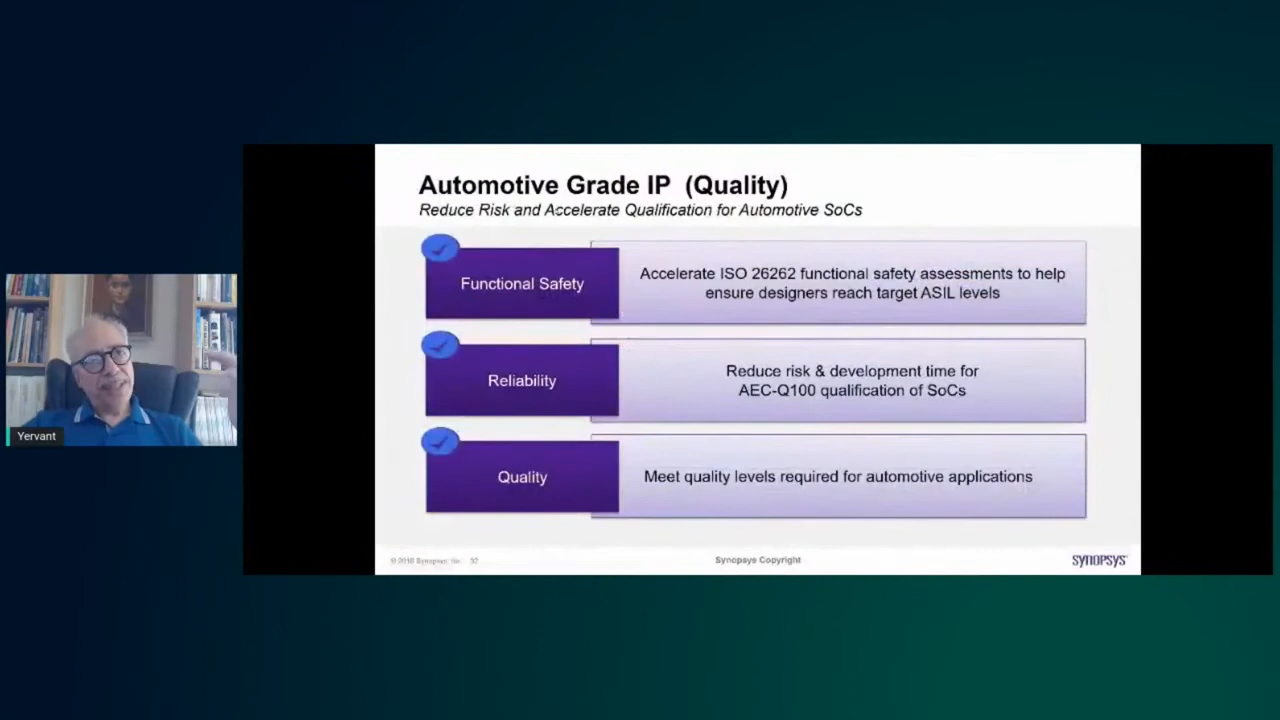 Automotive Grade IP (Quality)
Reduce Risk and Accelerate Qualification for Automotive SoCs
Functional Safety
Accelerate ISO 26262 functional safety assessments to help
ensure designers reach target ASIL levels
Reliability
Reduce risk & development time for
AEC-Q100 qualification of SoCs
Quality
Meet quality levels required for automotive applications
Synopsys, Inc.
Synopsys Copyright
SYNOPSYS
Yervant